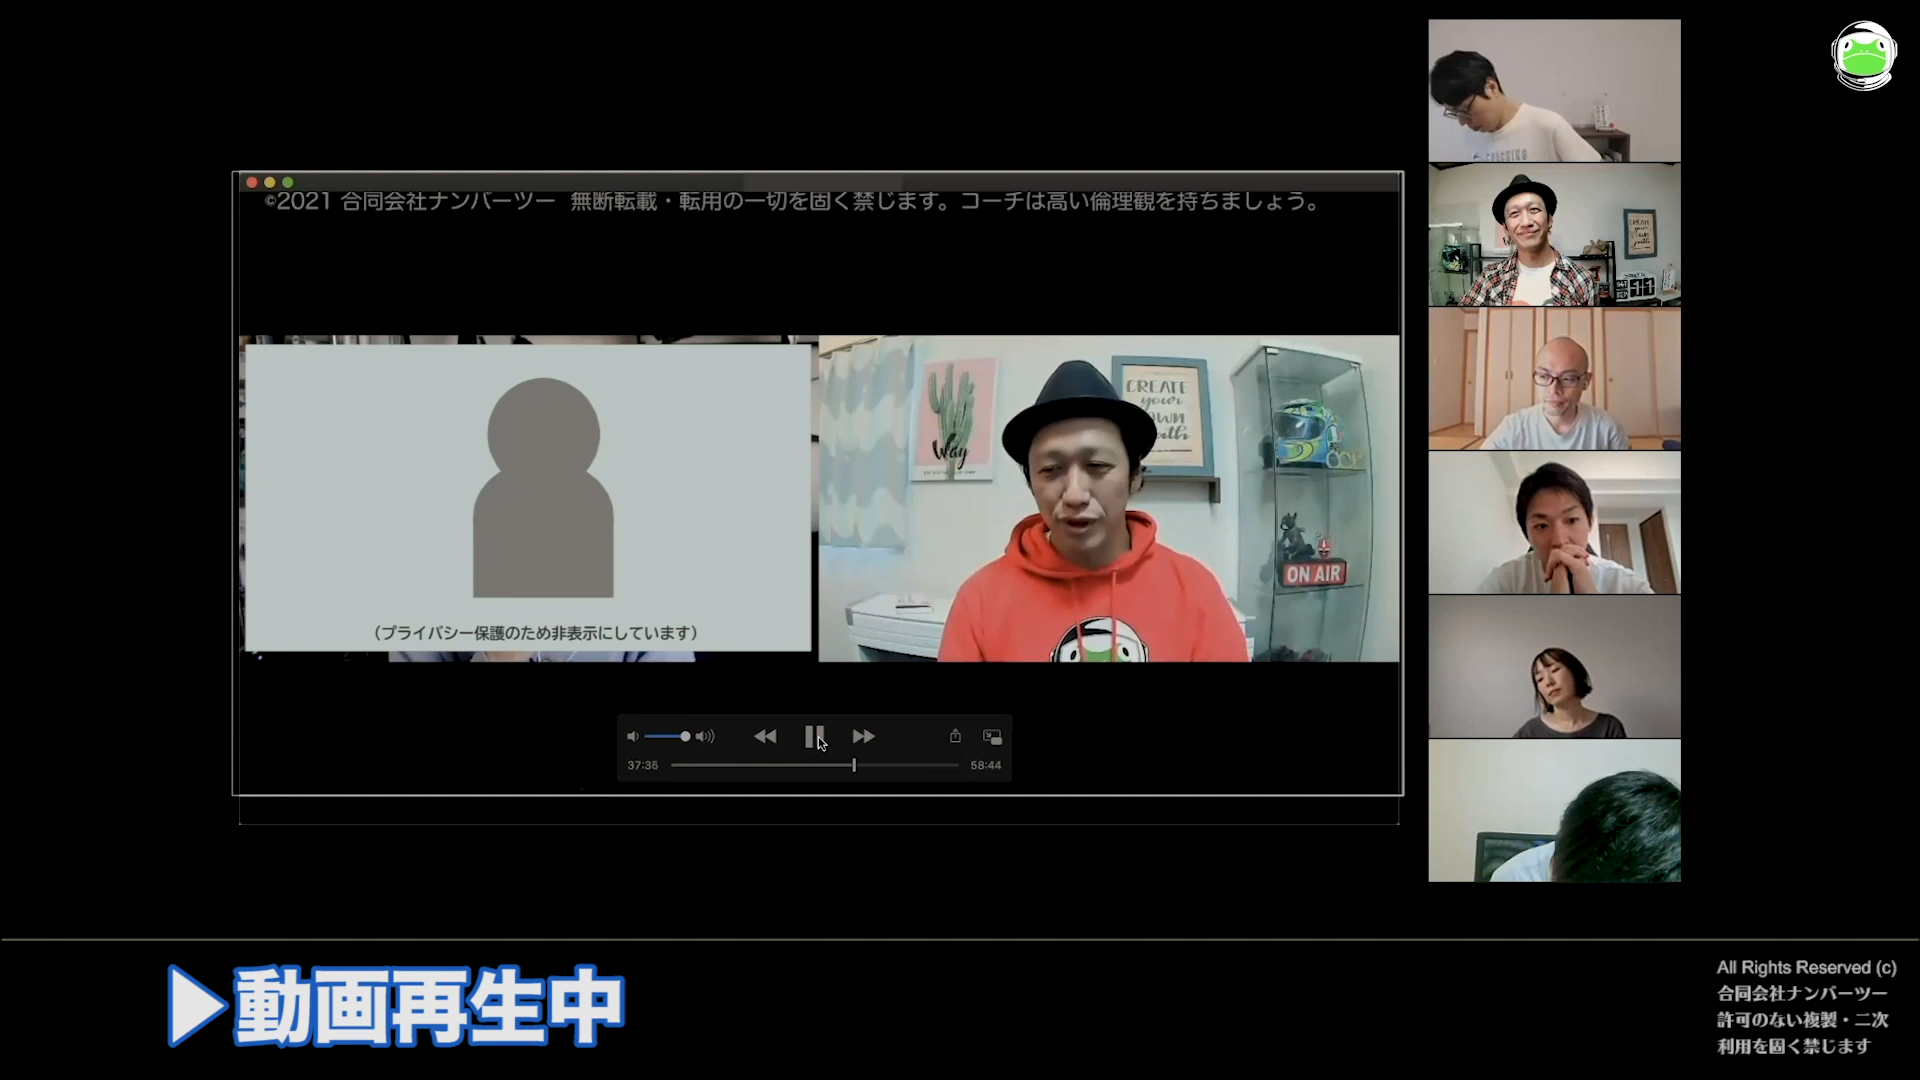 ©2021 合同会社ナンバーツー 無断転載・転用の一切を固く禁じます。コーチは高い倫理観を持ちましょう。
(プライバシー保護のため非表示にしています)
Way
CREATE
your
OWN
path
ON AIR
37:35
58:44
CREATE
your
動画再生中
All Rights Reserved (c)
合同会社ナンバーツー
許可のない複製・二次
利用を固く禁じます